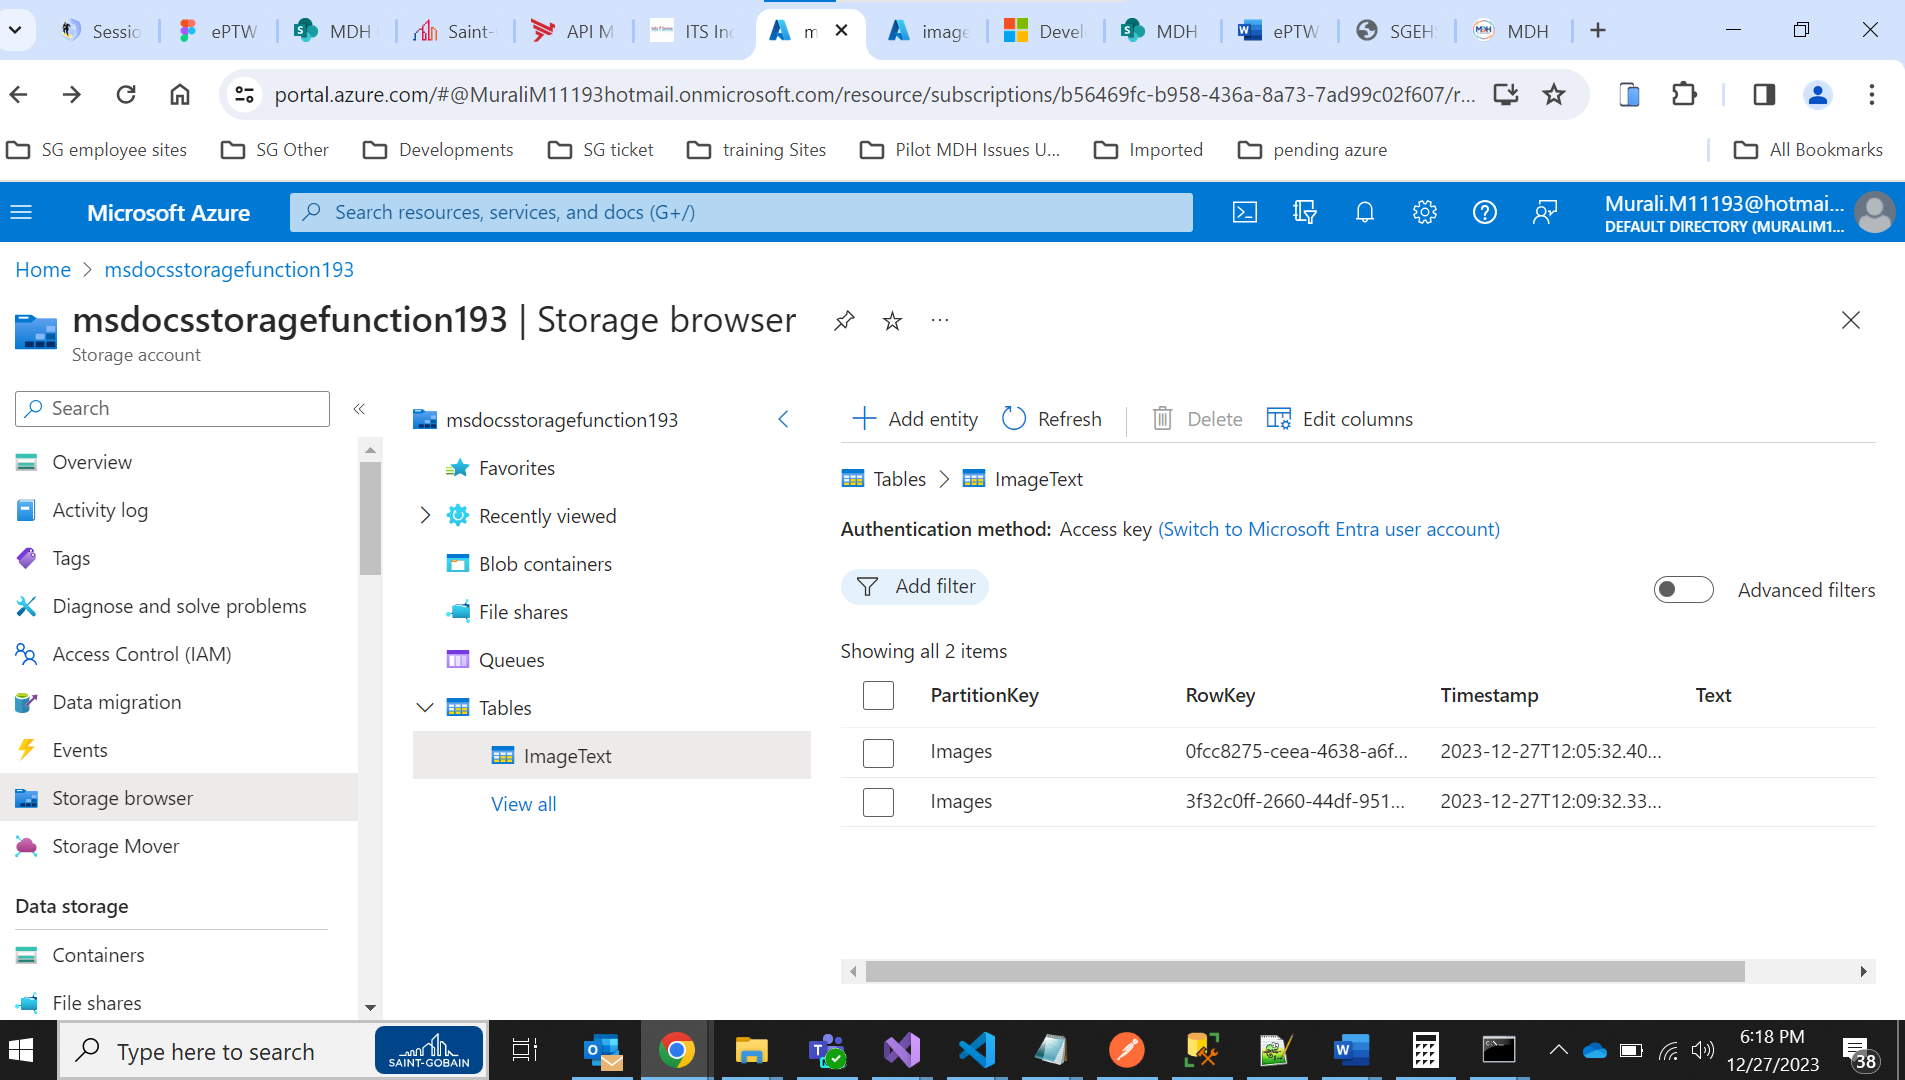 Sessio
ePTW
MDH
Saint-
API M
ITS Inc
m
image
Devel
MDH
ePTW
SGEH
MDH
portal.azure.com/#@MuraliM11193hotmail.onmicrosoft.com/resource/subscriptions/b56469fc-b958-436a-8a73-7ad99c02f607/r...
SG employee sites
SG Other
Developments
SG ticket
training Sites
Pilot MDH Issues U...
Imported
pending azure
All Bookmarks
Microsoft Azure
Search resources, services, and docs (G+/)
Murali.M11193@hotmai...
DEFAULT DIRECTORY (MURALIM1...
Home > msdocsstoragefunction193
msdocsstoragefunction193 | Storage browser
Storage account
Search
Overview
Activity log
Tags
Diagnose and solve problems
Access Control (IAM)
Data migration
Events
Storage browser
Storage Mover
Data storage
Containers
File shares
msdocsstoragefunction193
Favorites
Recently viewed
Blob containers
File shares
Queues
Tables
ImageText
View all
Add entity
Refresh
Delete
Edit columns
Tables > ImageText
Authentication method: Access key (Switch to Microsoft Entra user account)
Add filter
Advanced filters
Showing all 2 items
PartitionKey RowKey Timestamp Text
Images 0fcc8275-ceea-4638-a6f... 2023-12-27T12:05:32.40...
Images 3f32c0ff-2660-44df-951... 2023-12-27T12:09:32.33...
Type here to search
SAINT-GOBAIN
6:18 PM
12/27/2023
38